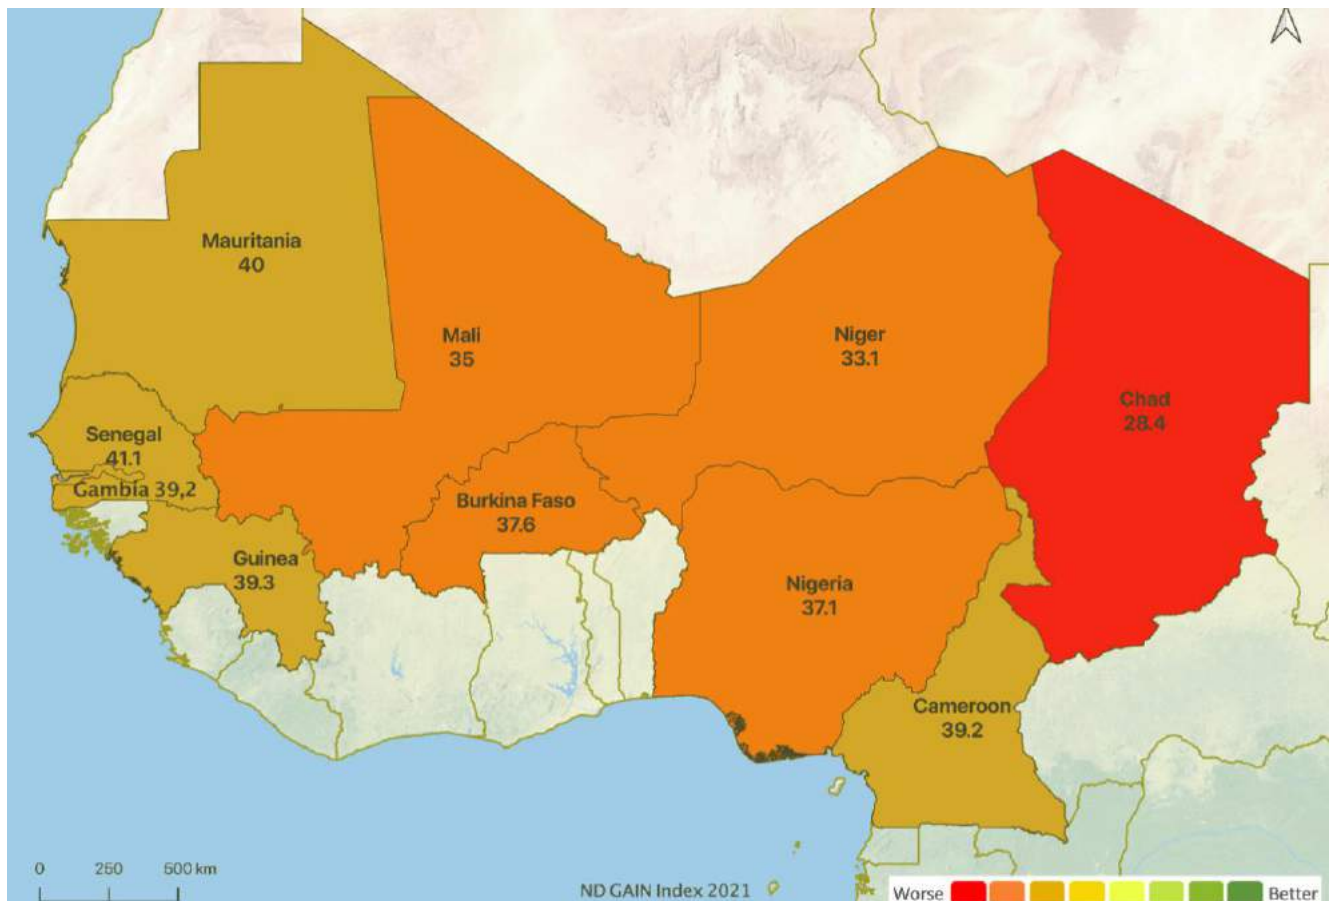 Mauritania
40
Mali
35
Niger
33.1
Chad
28.4
Senegal
41.1
Gambia 39,2
Burkina Faso
37.6
Guinea
39.3
Nigeria
37.1
Cameroon
39.2
0 250 500 km
ND GAIN Index 2021
Worse Better